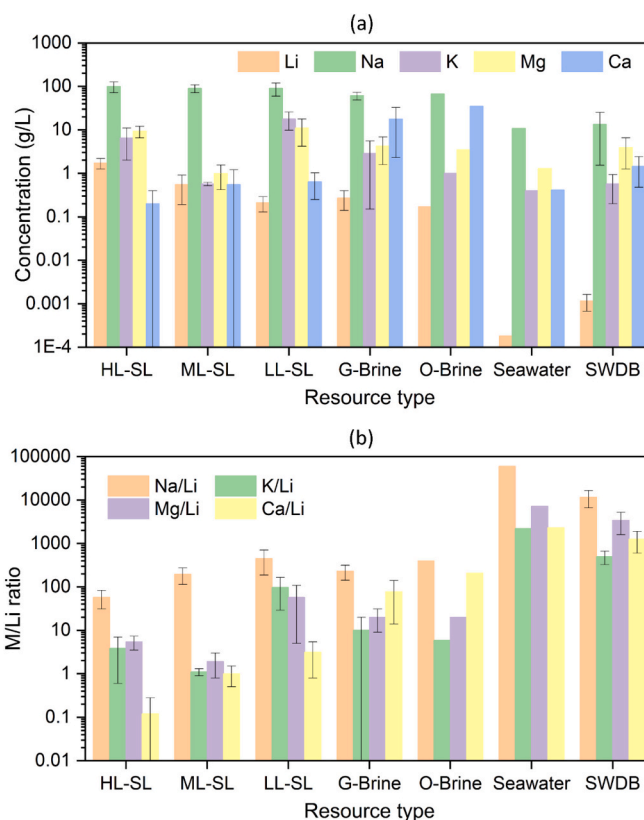 (a)
1000
100
10
1
0.1
0.01
0.001
1E-4
Concentration (g/L)
Li Na K Mg Ca
HL-SL ML-SL LL-SL G-Brine O-Brine Seawater SWDB
Resource type
(b)
100000
10000
1000
100
10
1
0.1
0.01
M/Li ratio
Na/Li K/Li
Mg/Li Ca/Li
HL-SL ML-SL LL-SL G-Brine O-Brine Seawater SWDB
Resource type